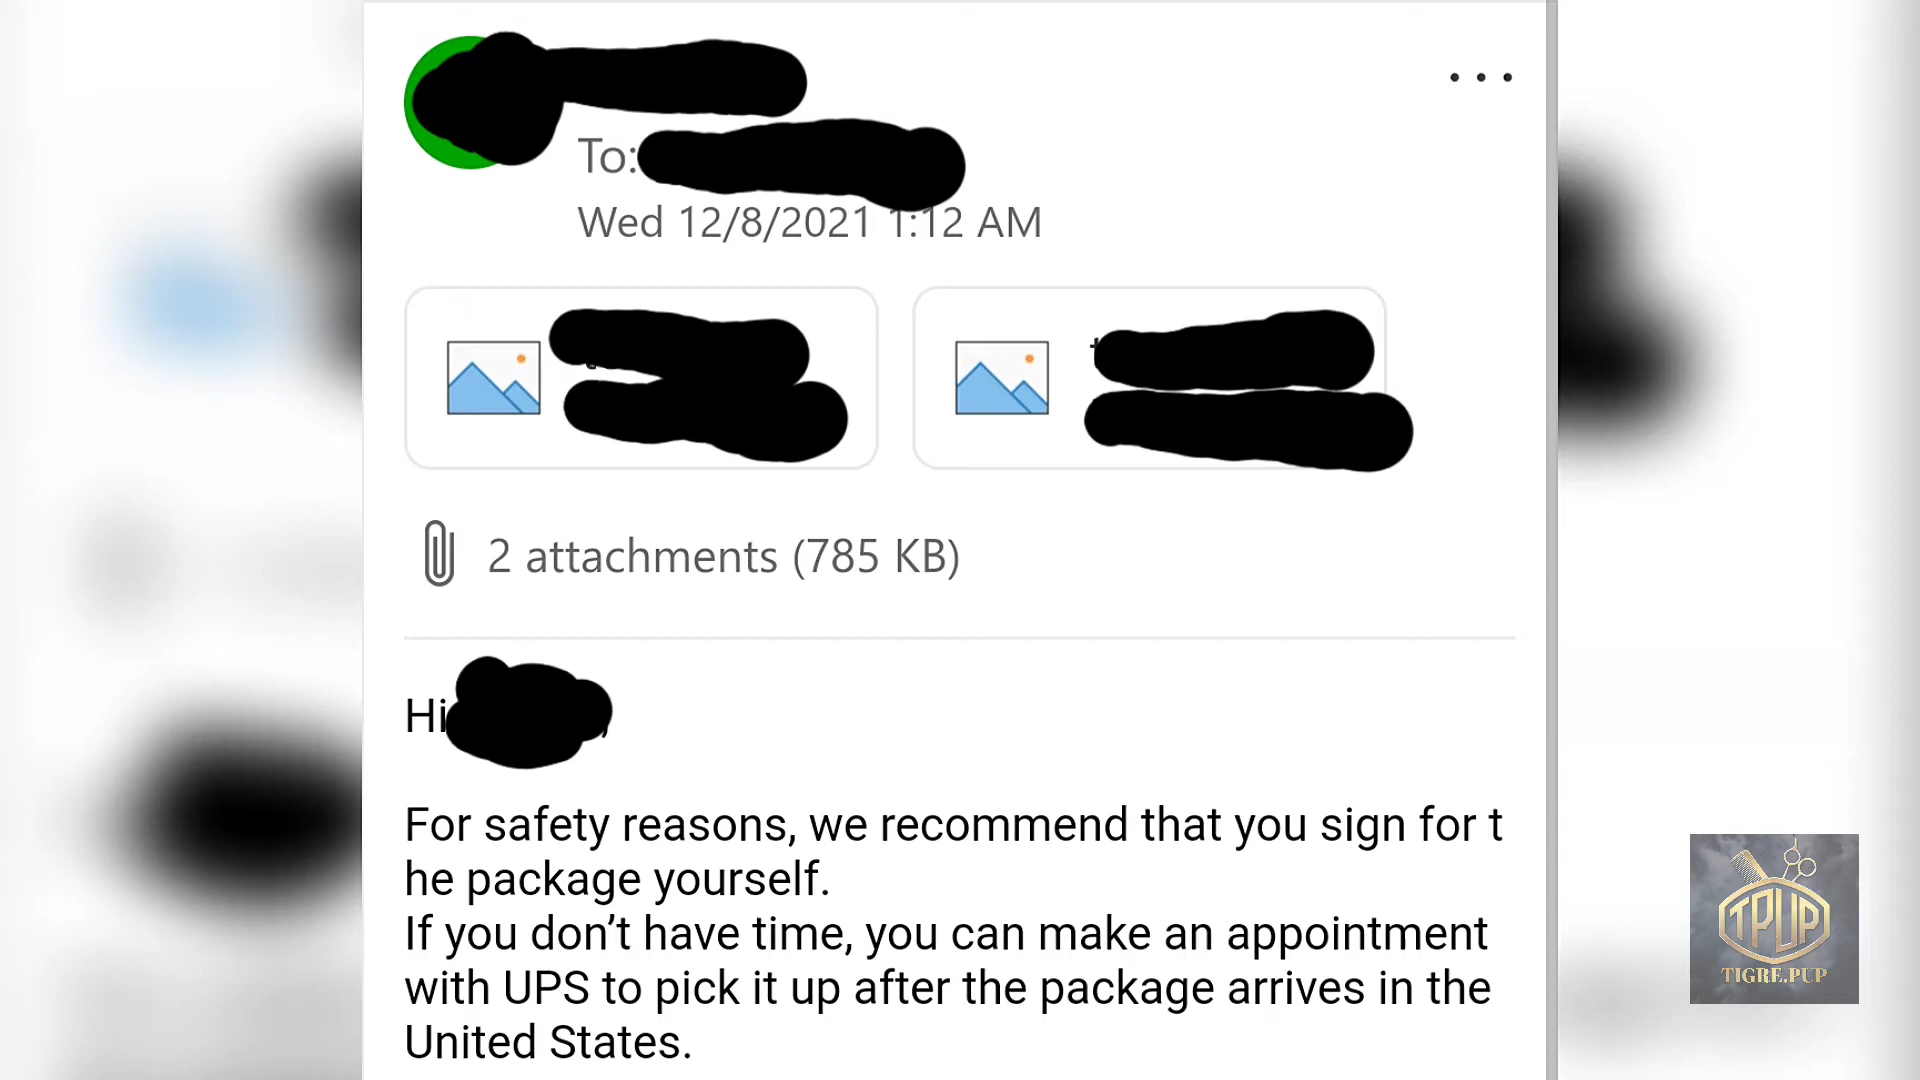 To:
Wed 12/8/2021 1:12 AM
2 attachments (785 KB)
Hi
For safety reasons, we recommend that you sign for t
he package yourself.
If you don’t have time, you can make an appointment
with UPS to pick it up after the package arrives in the
United States.
TPUP
TIGRE.PUP